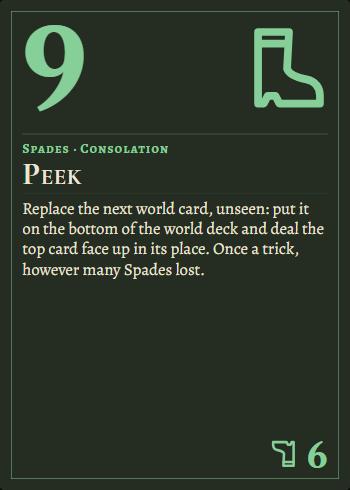 9
Spades · Consolation
Peek
Replace the next world card, unseen: put it
on the bottom of the world deck and deal the
top card face up in its place. Once a trick,
however many Spades lost.
6